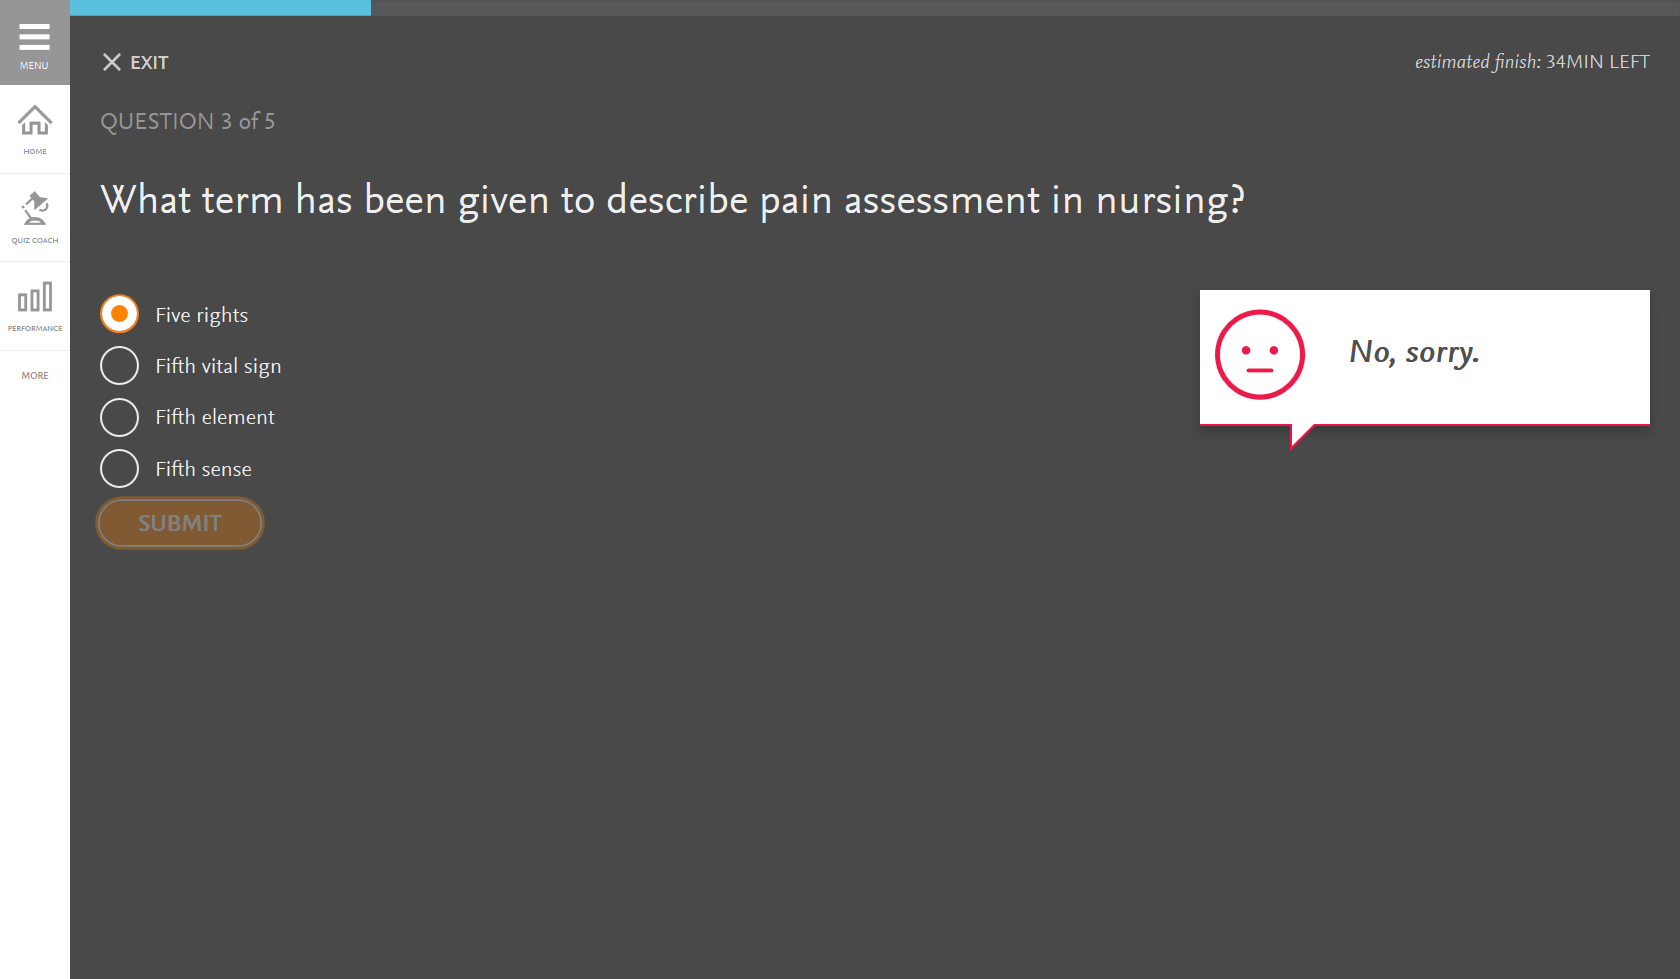 MENU
HOME
QUIZ COACH
PERFORMANCE
MORE
EXIT
estimated finish: 34MIN LEFT
QUESTION 3 of 5
What term has been given to describe pain assessment in nursing?
Five rights
Fifth vital sign
Fifth element
Fifth sense
SUBMIT
No, sorry.